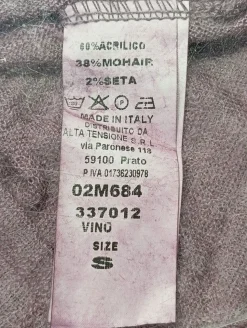 60%ACRILICO
38%MOHAIR
2%SETA
MADE IN ITALY
DISTRIBUITO DA
ALTA TENSIONE S.R.L
via Paronese 118
59100 Prato
P IVA 01736230978
02M684
337012
VINO
SIZE
S